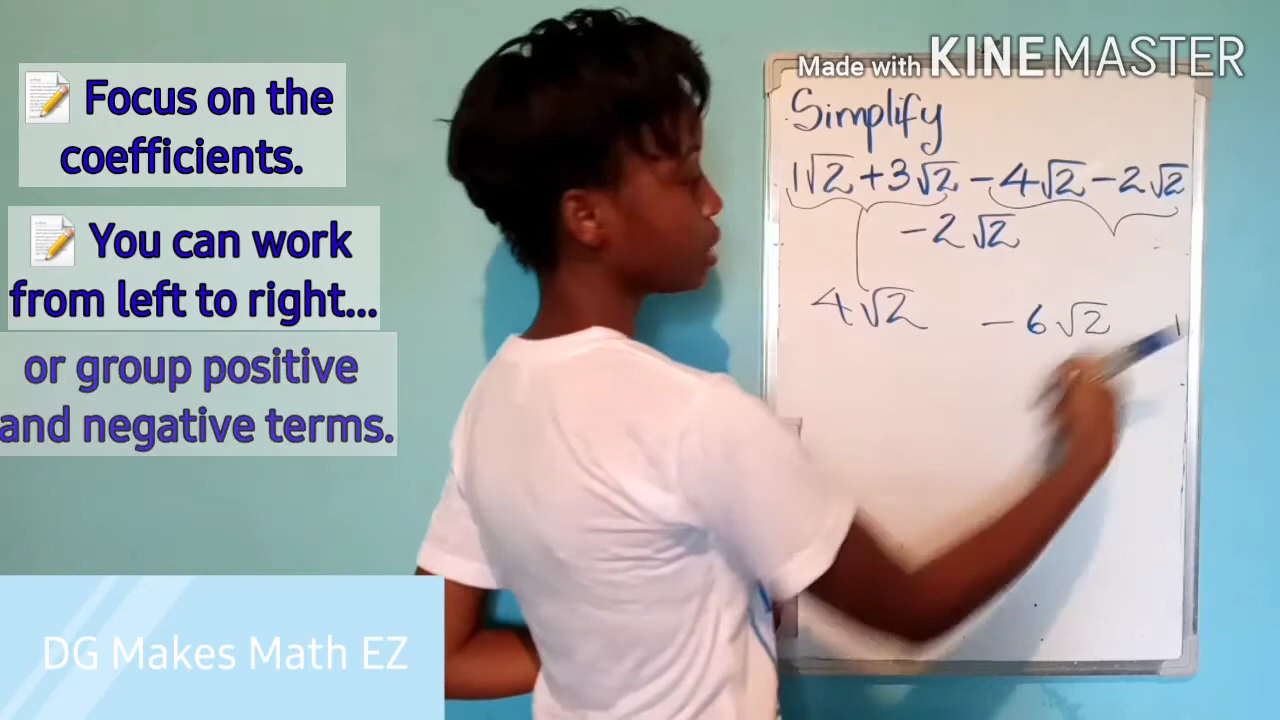 Made with KINEMASTER
📝 Focus on the
coefficients.
📝 You can work
from left to right...
or group positive
and negative terms.
DG Makes Math EZ
Simplify
1√2 + 3√2 - 4√2 - 2√2
-2√2
4√2 -6√2